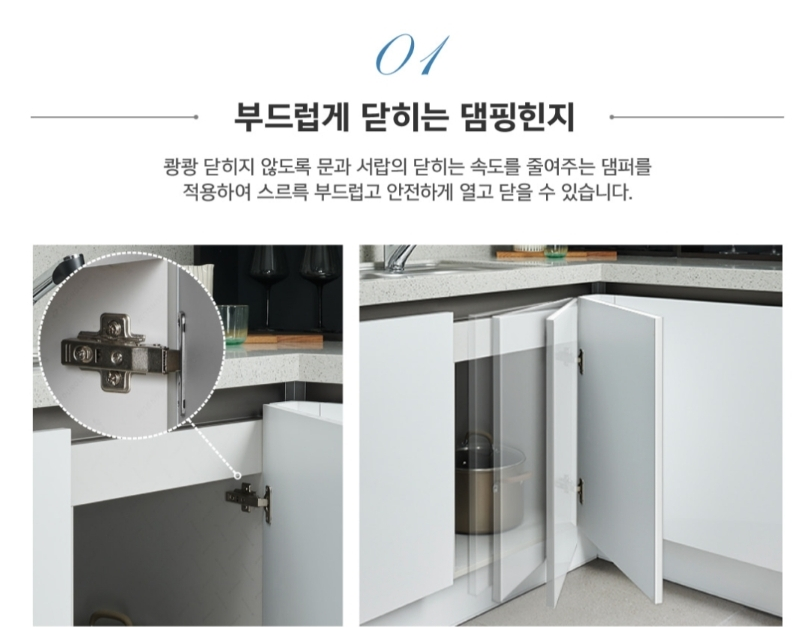 01
부드럽게 닫히는 댐핑힌지
쾅쾅 닫히지 않도록 문과 서랍의 닫히는 속도를 줄여주는 댐퍼를
적용하여 스르륵 부드럽고 안전하게 열고 닫을 수 있습니다.